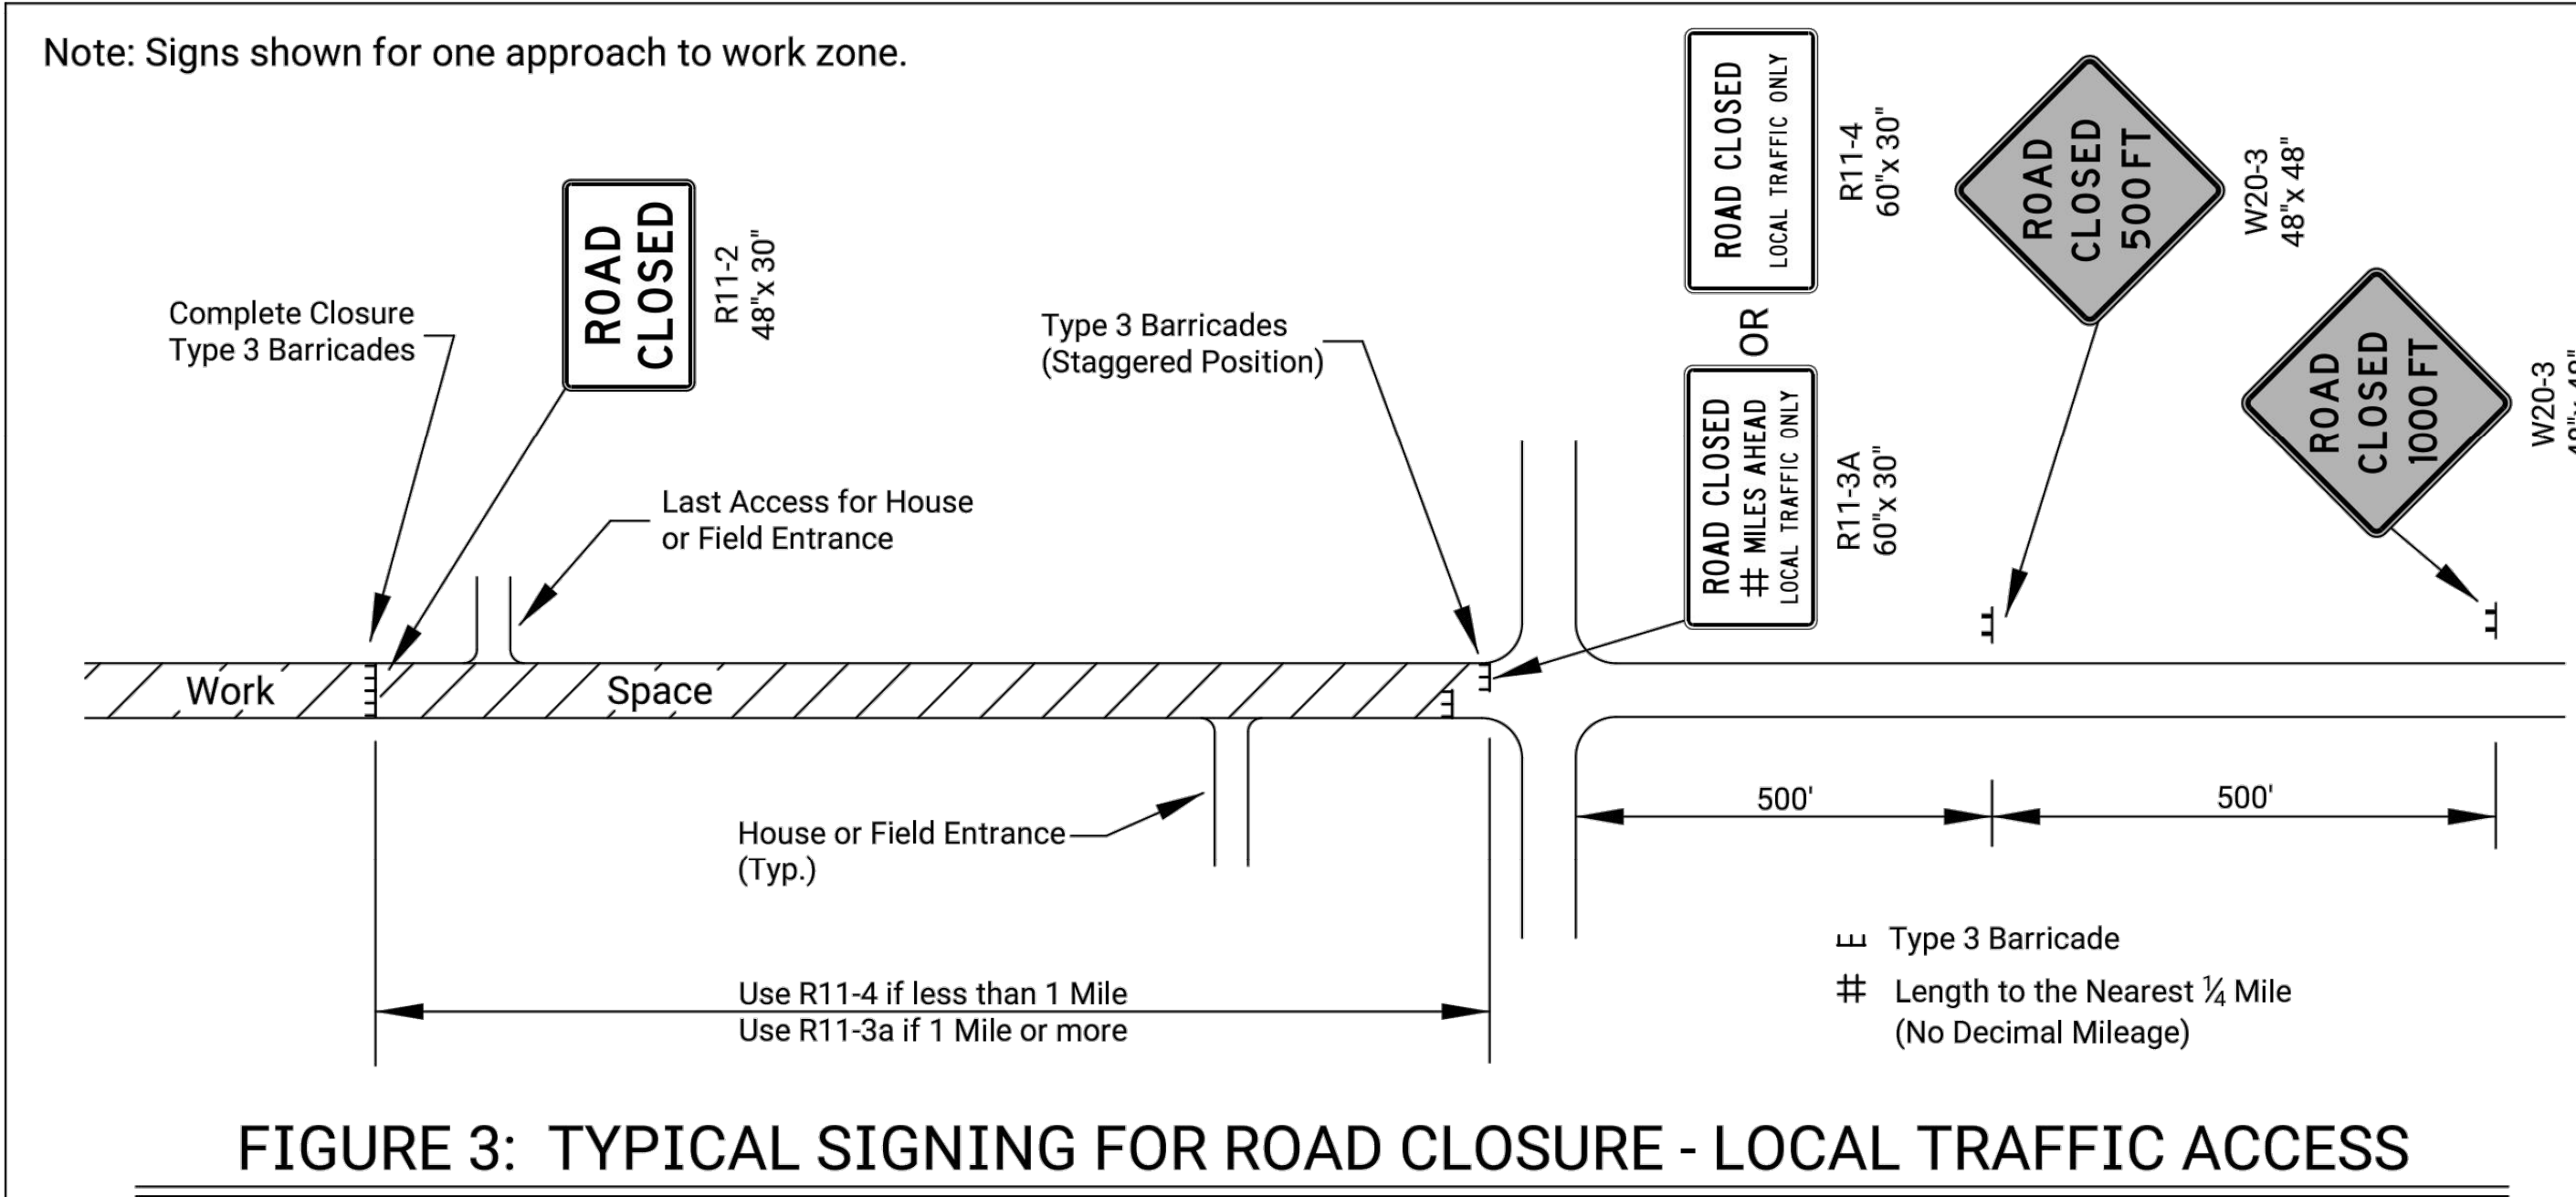 Note: Signs shown for one approach to work zone.
ROAD CLOSED
LOCAL TRAFFIC ONLY
R11-4
60"x 30"
OR
ROAD CLOSED
# MILES AHEAD
LOCAL TRAFFIC ONLY
R11-3A
60"x 30"
ROAD
CLOSED
500 FT
W20-3
48"x 48"
ROAD
CLOSED
1000 FT
W20-3
ROAD
CLOSED
R11-2
48"x 30"
Complete Closure
Type 3 Barricades
Type 3 Barricades
(Staggered Position)
Last Access for House
or Field Entrance
Work
Space
House or Field Entrance
(Typ.)
500'
500'
Use R11-4 if less than 1 Mile
Use R11-3a if 1 Mile or more
Type 3 Barricade
# Length to the Nearest ¼ Mile
(No Decimal Mileage)
FIGURE 3: TYPICAL SIGNING FOR ROAD CLOSURE - LOCAL TRAFFIC ACCESS